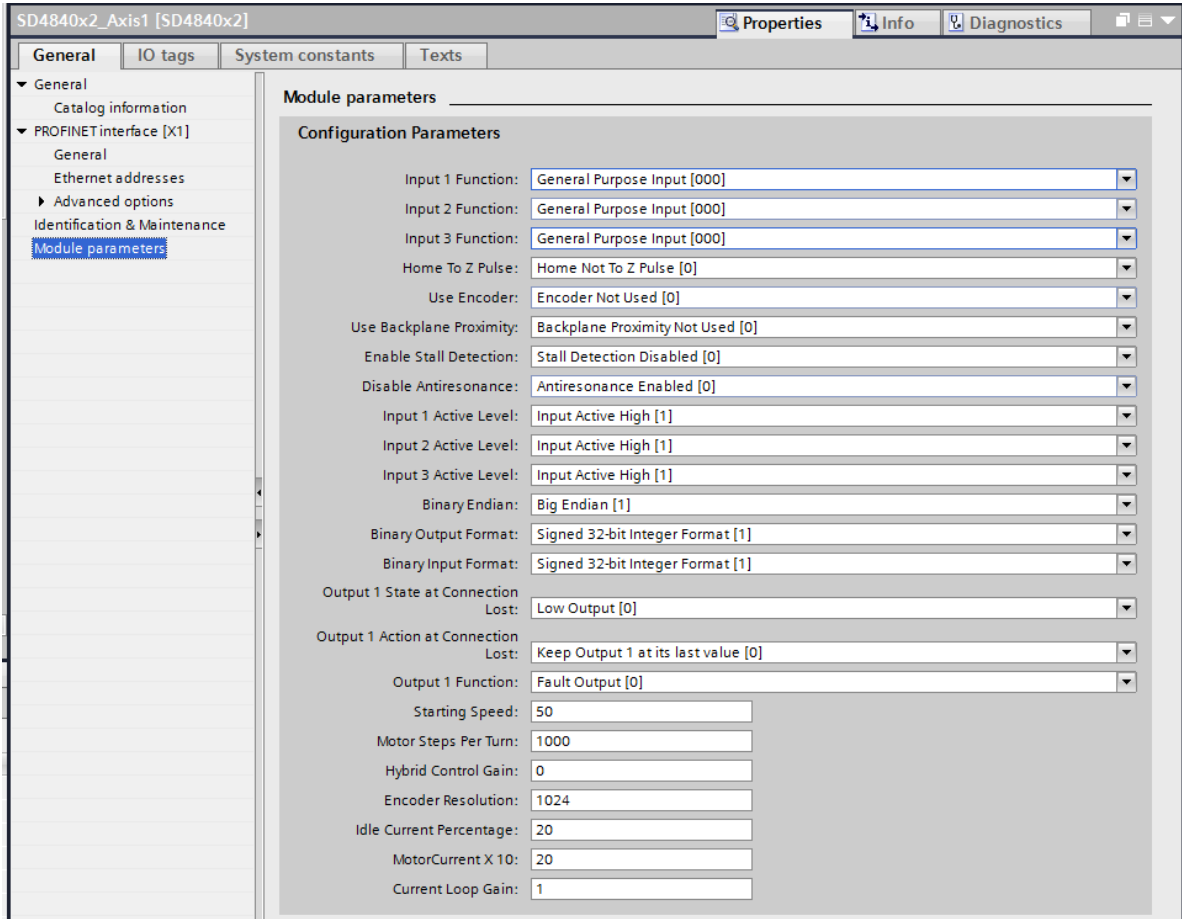 SD4840x2_Axis1 [SD4840x2]
Properties
Info
Diagnostics
General
IO tags
System constants
Texts
General
Catalog information
PROFINET interface [X1]
General
Ethernet addresses
Advanced options
Identification & Maintenance
Module parameters
Module parameters
Configuration Parameters
Input 1 Function: General Purpose Input [000]
Input 2 Function: General Purpose Input [000]
Input 3 Function: General Purpose Input [000]
Home To Z Pulse: Home Not To Z Pulse [0]
Use Encoder: Encoder Not Used [0]
Use Backplane Proximity: Backplane Proximity Not Used [0]
Enable Stall Detection: Stall Detection Disabled [0]
Disable Antiresonance: Antiresonance Enabled [0]
Input 1 Active Level: Input Active High [1]
Input 2 Active Level: Input Active High [1]
Input 3 Active Level: Input Active High [1]
Binary Endian: Big Endian [1]
Binary Output Format: Signed 32-bit Integer Format [1]
Binary Input Format: Signed 32-bit Integer Format [1]
Output 1 State at Connection
Lost: Low Output [0]
Output 1 Action at Connection
Lost: Keep Output 1 at its last value [0]
Output 1 Function: Fault Output [0]
Starting Speed: 50
Motor Steps Per Turn: 1000
Hybrid Control Gain: 0
Encoder Resolution: 1024
Idle Current Percentage: 20
MotorCurrent X 10: 20
Current Loop Gain: 1